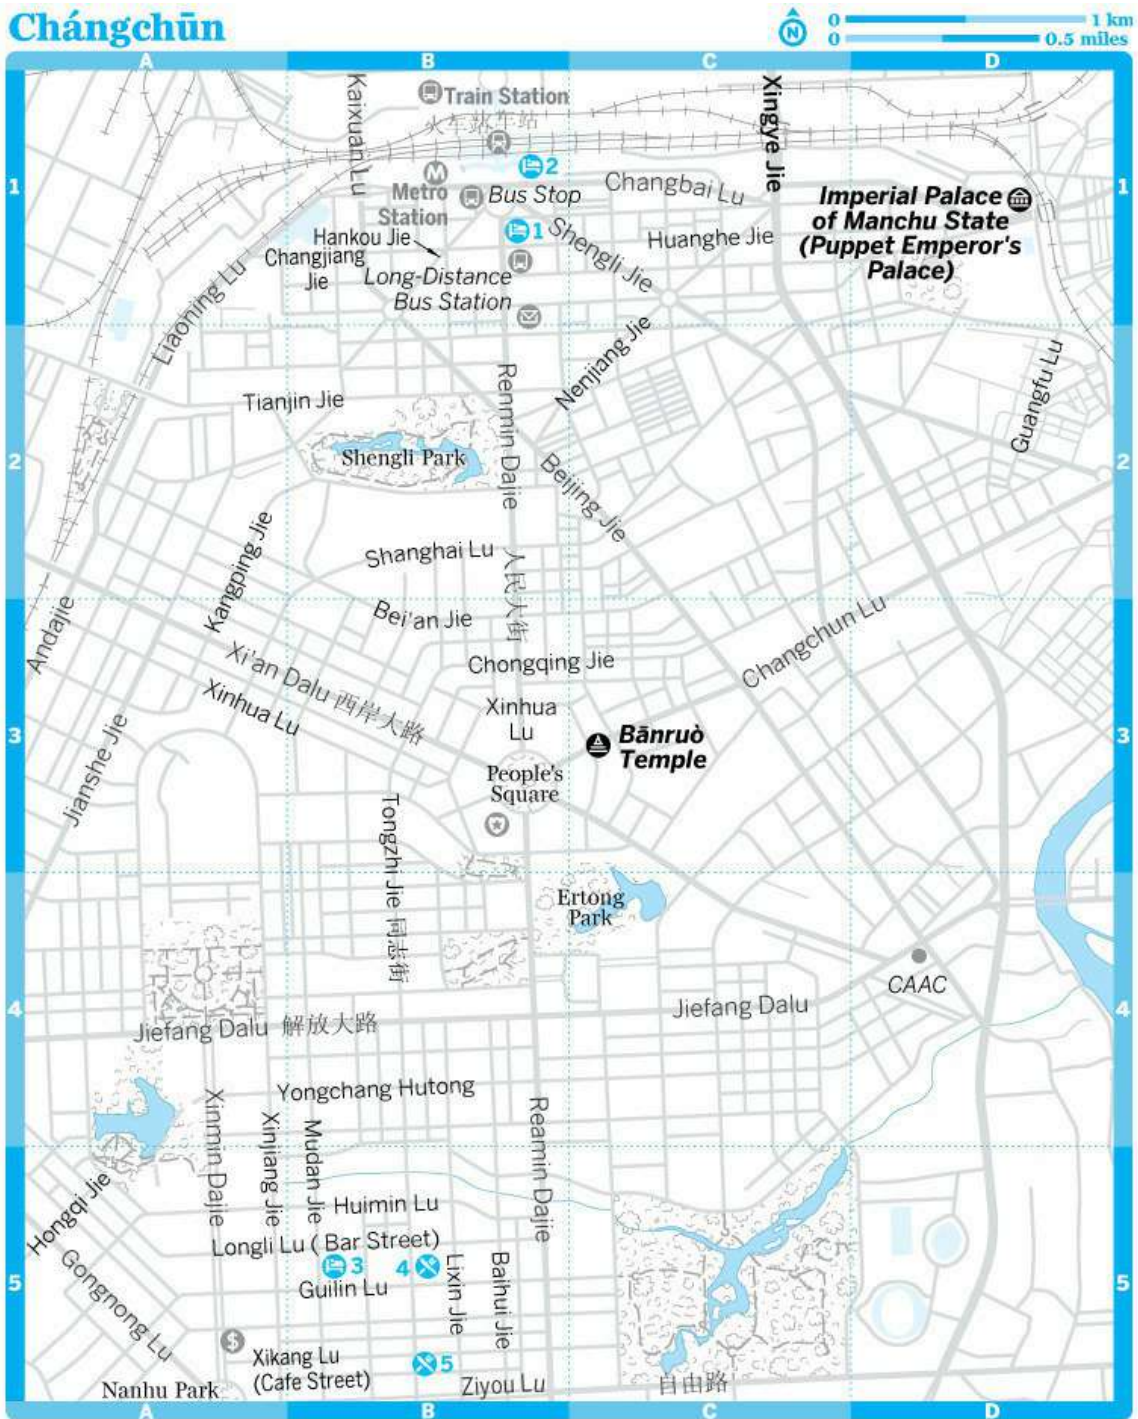 Chángchūn
N
0
1 km
0
0.5 miles
A
B
C
D
1
1
2
2
3
3
4
4
5
5
Kaixuan Lu
Train Station
火车站车站
Xingye Jie
2
M
Metro
Station
Bus Stop
Changbai Lu
Imperial Palace
of Manchu State
(Puppet Emperor's
Palace)
Hankou Jie
1
Shengli Jie
Huanghe Jie
Changjiang
Jie
Long-Distance
Bus Station
Liaoning Lu
Nenjiang Jie
Guangfu Lu
Tianjin Jie
Renmin Dajie
Shengli Park
Beijing Jie
Kangping Jie
Shanghai Lu
人民大街
Andajie
Bei'an Jie
Changchun Lu
Xi'an Dalu 西岸大路
Chongqing Jie
Xinhua Lu
Xinhua
Lu
Bānruò
Temple
Jianshe Jie
People's
Square
Tongzhi Jie 同志街
Ertong
Park
CAAC
Jiefang Dalu 解放大路
Jiefang Dalu
Yongchang Hutong
Xinmin Dajie
Xinjiang Jie
Mudan Jie
Reamin Dajie
Hongqi Jie
Huimin Lu
Longli Lu ( Bar Street)
3
4
Gongnong Lu
Guilin Lu
Lixin Jie
Baihui Jie
$
Xikang Lu
(Cafe Street)
5
Nanhu Park
Ziyou Lu
自由路
A
B
C
D